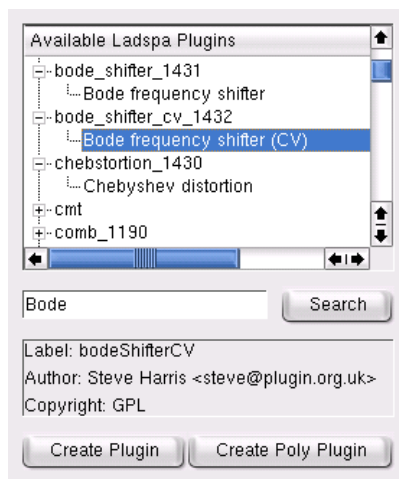 Available Ladspa Plugins
bode_shifter_1431
Bode frequency shifter
bode_shifter_cv_1432
Bode frequency shifter (CV)
chebstortion_1430
Chebyshev distortion
cmt
comb_1190
Bode
Search
Label: bodeShifterCV
Author: Steve Harris <steve@plugin.org.uk>
Copyright: GPL
Create Plugin
Create Poly Plugin